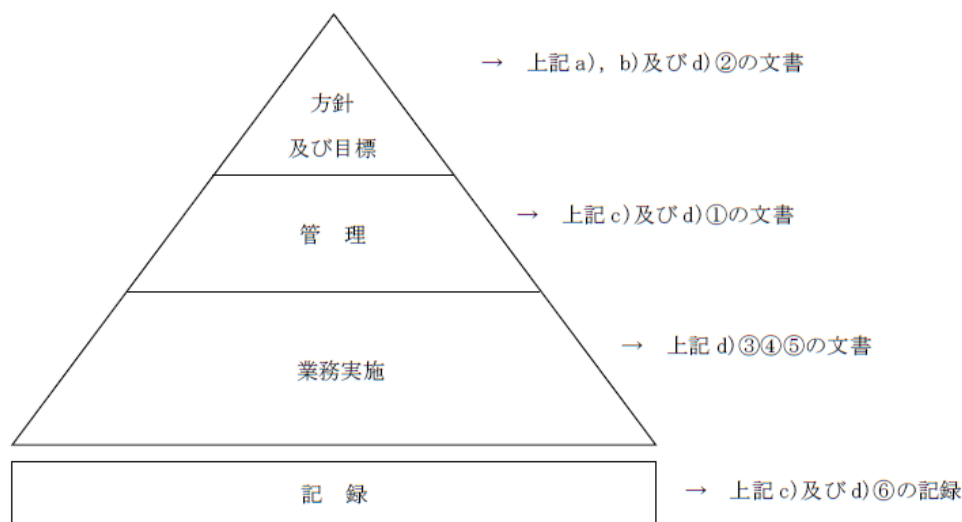 → 上記 a), b)及び d)②の文書
方針
及び目標
→ 上記 c)及び d)①の文書
管 理
→ 上記 d)③④⑤の文書
業務実施
記 録
→ 上記 c)及び d)⑥の記録